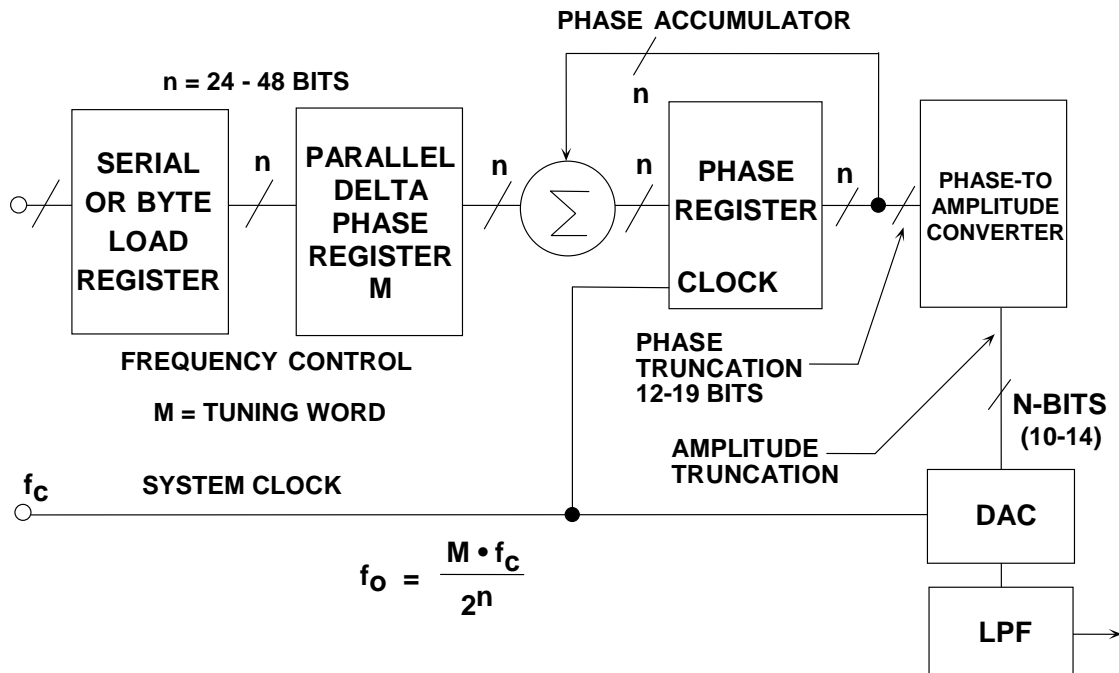 PHASE ACCUMULATOR
n = 24 - 48 BITS
n
SERIAL
OR BYTE
LOAD
REGISTER
n
PARALLEL
DELTA
PHASE
REGISTER
M
n
Σ
n
PHASE
REGISTER
CLOCK
n
PHASE-TO
AMPLITUDE
CONVERTER
FREQUENCY CONTROL
M = TUNING WORD
PHASE
TRUNCATION
12-19 BITS
N-BITS
(10-14)
AMPLITUDE
TRUNCATION
fc
SYSTEM CLOCK
DAC
fo = M • fc
2n
LPF